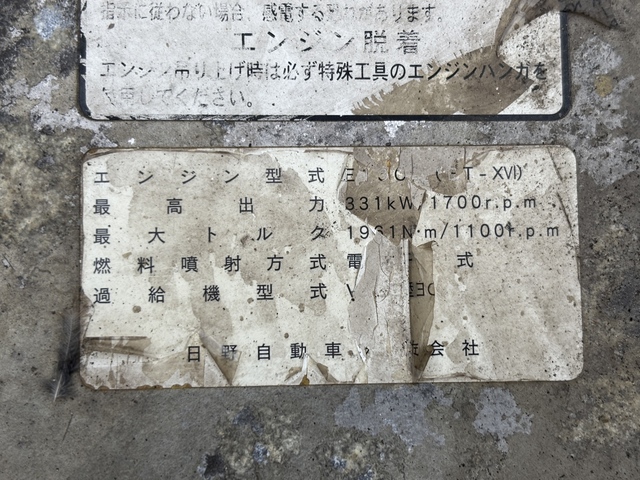 指示に従わない場合、感電する恐れがあります。
エンジン脱着
エンジン吊り上げ時は必ず特殊工具のエンジンハンガを
してください。
エンジン型式 T-XVI)
最高出力 331kW/1700r.p.m
最大トルク 1961N·m/1100r.p.m
燃料噴射方式 電 式
過給機型式
日野自動車 会社